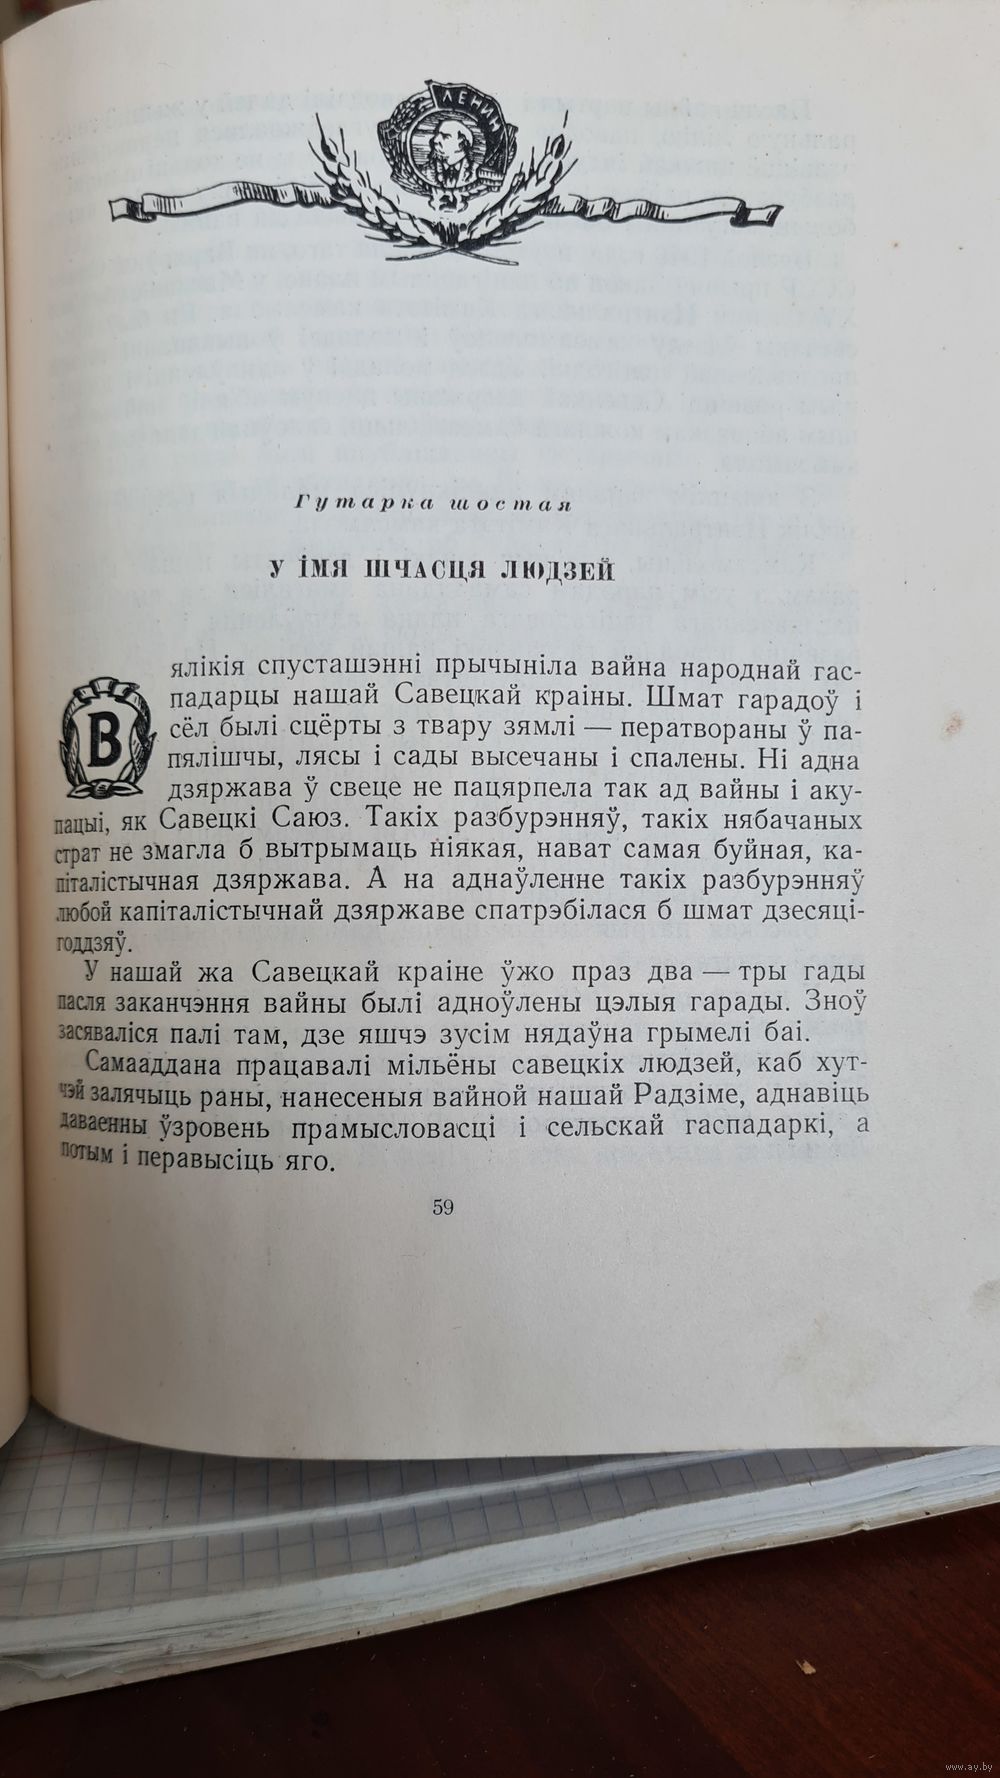 ЛЕНИН
Гутарка шостая
У ІМЯ ШЧАСЦЯ ЛЮДЗЕЙ
Вялікія спусташэнні прычыніла вайна народнай гас-
падарцы нашай Савецкай краіны. Шмат гарадоў і
сёл былі сцёрты з твару зямлі — ператвораны ў па-
пялішчы, лясы і сады высечаны і спалены. Ні адна
дзяржава ў свеце не пацярпела так ад вайны і аку-
пацыі, як Савецкі Саюз. Такіх разбурэнняў, такіх нябачаных
страт не змагла б вытрымаць ніякая, нават самая буйная, ка-
піталістычная дзяржава. А на аднаўленне такіх разбурэнняў
любой капіталістычнай дзяржаве спатрэбілася б шмат дзесяці-
годдзяў.
У нашай жа Савецкай краіне ўжо праз два — тры гады
пасля заканчэння вайны былі адноўлены цэлыя гарады. Зноў
засяваліся палі там, дзе яшчэ зусім нядаўна грымелі баі.
Самааддана працавалі мільёны савецкіх людзей, каб хут-
чэй залячыць раны, нанесеныя вайной нашай Радзіме, аднавіць
даваенны ўзровень прамысловасці і сельскай гаспадаркі, а
потым і перавысіць яго.
59
www.ay.by